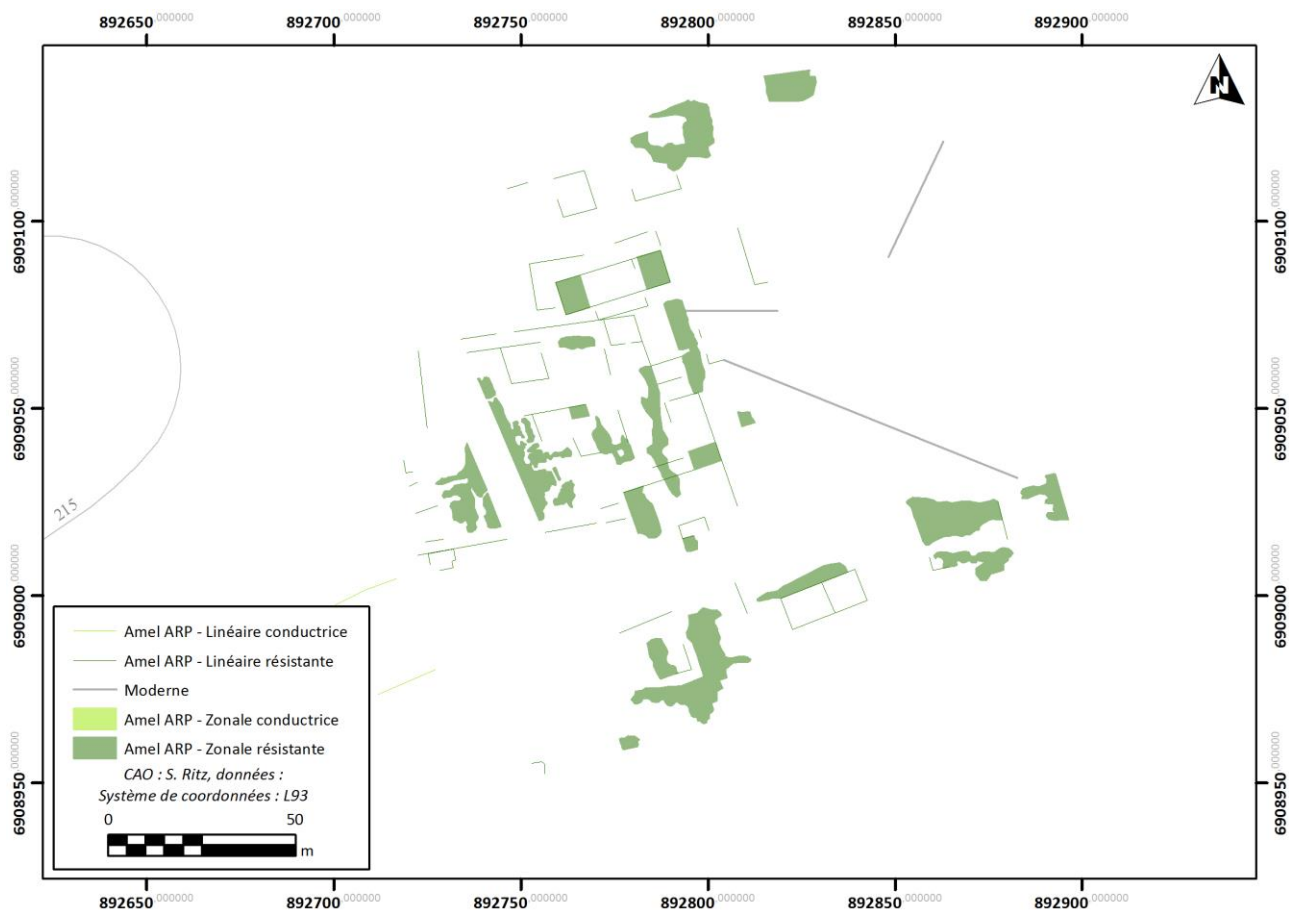 892650,000000 892700,000000 892750,000000 892800,000000 892850,000000 892900,000000
N
6909100,000000 6909100,000000
6909050,000000 6909050,000000
215
6909000,000000 6909000,000000
Amel ARP - Linéaire conductrice
Amel ARP - Linéaire résistante
Moderne
Amel ARP - Zonale conductrice
Amel ARP - Zonale résistante
CAO : S. Ritz, données :
Système de coordonnées : L93
0 50
m
6908950,000000 6908950,000000
892650,000000 892700,000000 892750,000000 892800,000000 892850,000000 892900,000000